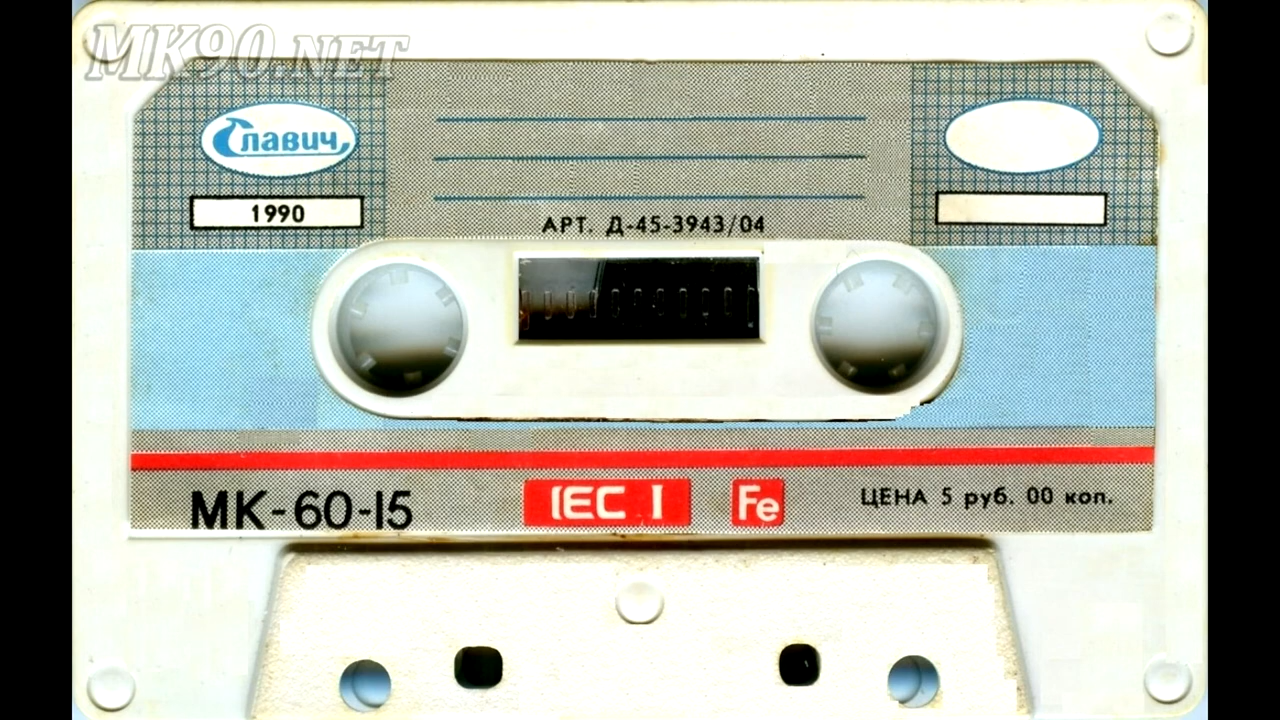 MK90.NET
Славич
1990
АРТ. Д-45-3943/04
МК-60-15
IEC I
Fe
ЦЕНА 5 руб. 00 коп.